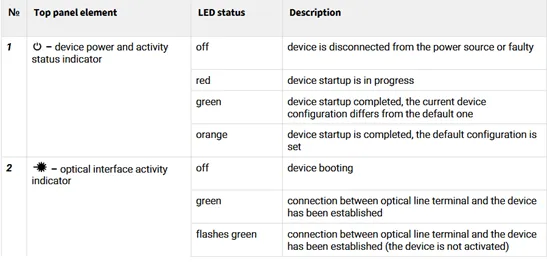 № Top panel element LED status Description
1 – device power and activity status indicator off device is disconnected from the power source or faulty
red device startup is in progress
green device startup completed, the current device configuration differs from the default one
orange device startup is completed, the default configuration is set
2 – optical interface activity indicator off device booting
green connection between optical line terminal and the device has been established
flashes green connection between optical line terminal and the device has been established (the device is not activated)